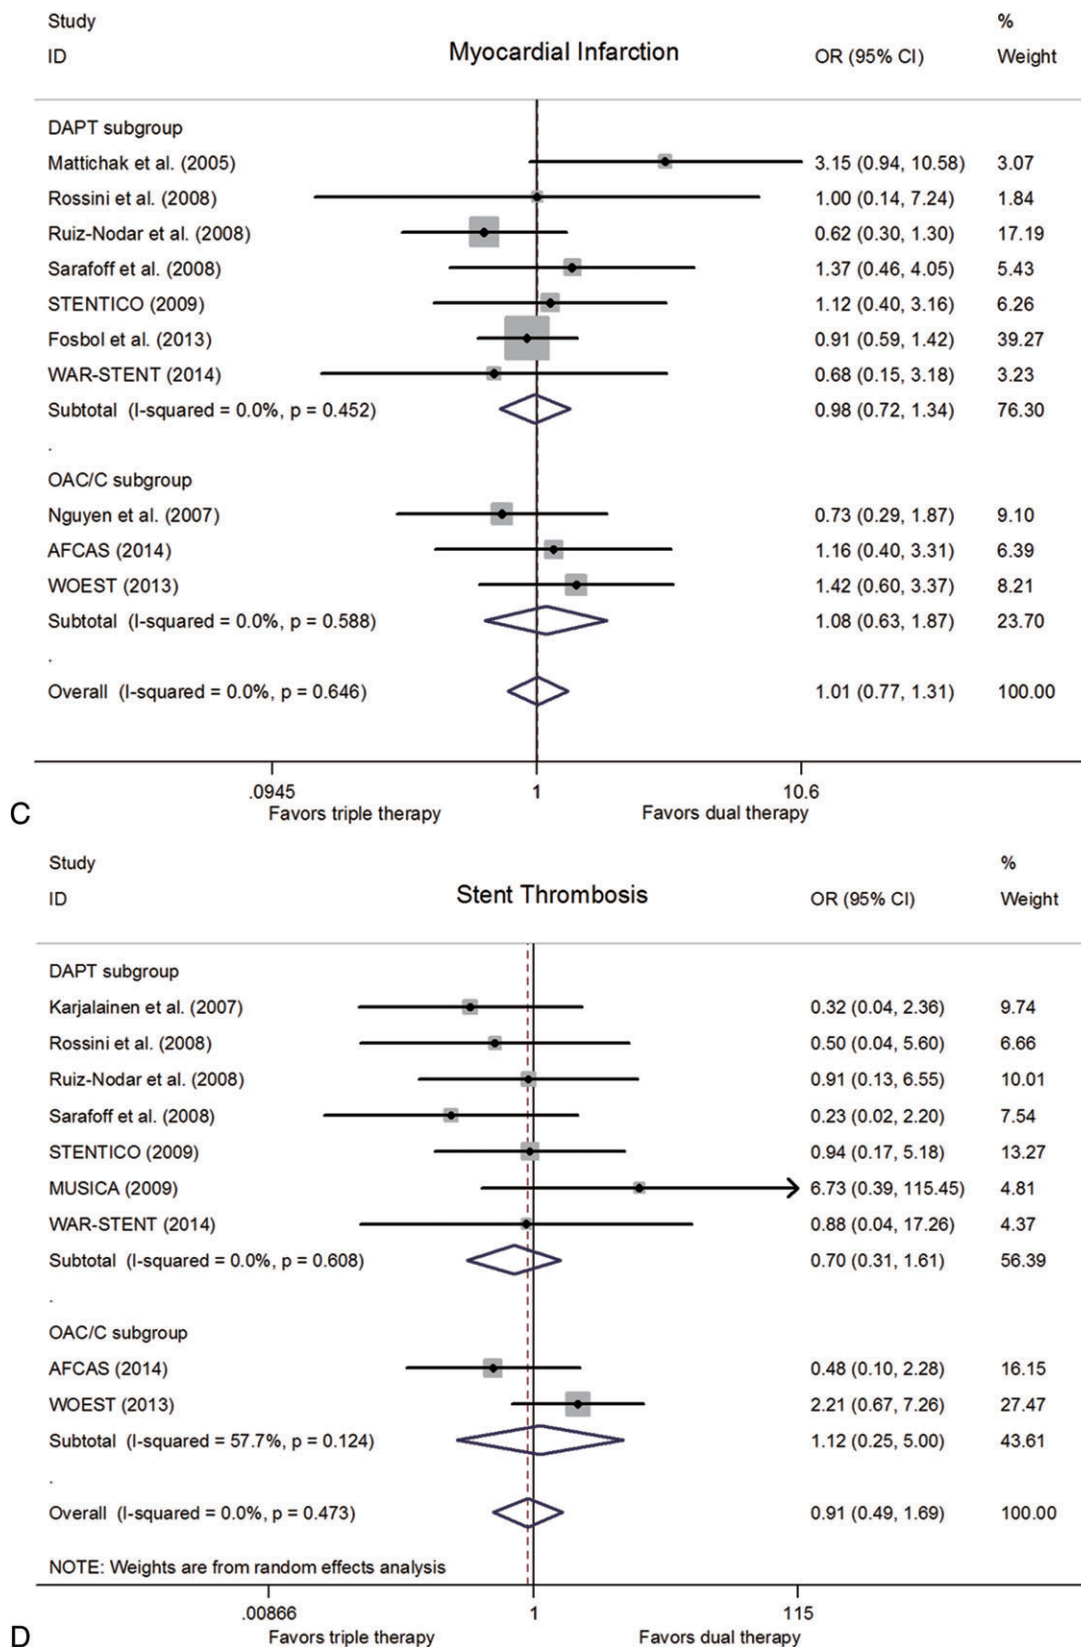 Study %
ID Myocardial Infarction OR (95% CI) Weight
DAPT subgroup
Mattichak et al. (2005) 3.15 (0.94, 10.58) 3.07
Rossini et al. (2008) 1.00 (0.14, 7.24) 1.84
Ruiz-Nodar et al. (2008) 0.62 (0.30, 1.30) 17.19
Sarafoff et al. (2008) 1.37 (0.46, 4.05) 5.43
STENTICO (2009) 1.12 (0.40, 3.16) 6.26
Fosbol et al. (2013) 0.91 (0.59, 1.42) 39.27
WAR-STENT (2014) 0.68 (0.15, 3.18) 3.23
Subtotal (I-squared = 0.0%, p = 0.452) 0.98 (0.72, 1.34) 76.30
.
OAC/C subgroup
Nguyen et al. (2007) 0.73 (0.29, 1.87) 9.10
AFCAS (2014) 1.16 (0.40, 3.31) 6.39
WOEST (2013) 1.42 (0.60, 3.37) 8.21
Subtotal (I-squared = 0.0%, p = 0.588) 1.08 (0.63, 1.87) 23.70
.
Overall (I-squared = 0.0%, p = 0.646) 1.01 (0.77, 1.31) 100.00
.0945 1 10.6
C Favors triple therapy Favors dual therapy
Study %
ID Stent Thrombosis OR (95% CI) Weight
DAPT subgroup
Karjalainen et al. (2007) 0.32 (0.04, 2.36) 9.74
Rossini et al. (2008) 0.50 (0.04, 5.60) 6.66
Ruiz-Nodar et al. (2008) 0.91 (0.13, 6.55) 10.01
Sarafoff et al. (2008) 0.23 (0.02, 2.20) 7.54
STENTICO (2009) 0.94 (0.17, 5.18) 13.27
MUSICA (2009) 6.73 (0.39, 115.45) 4.81
WAR-STENT (2014) 0.88 (0.04, 17.26) 4.37
Subtotal (I-squared = 0.0%, p = 0.608) 0.70 (0.31, 1.61) 56.39
.
OAC/C subgroup
AFCAS (2014) 0.48 (0.10, 2.28) 16.15
WOEST (2013) 2.21 (0.67, 7.26) 27.47
Subtotal (I-squared = 57.7%, p = 0.124) 1.12 (0.25, 5.00) 43.61
.
Overall (I-squared = 0.0%, p = 0.473) 0.91 (0.49, 1.69) 100.00
NOTE: Weights are from random effects analysis
.00866 1 115
D Favors triple therapy Favors dual therapy